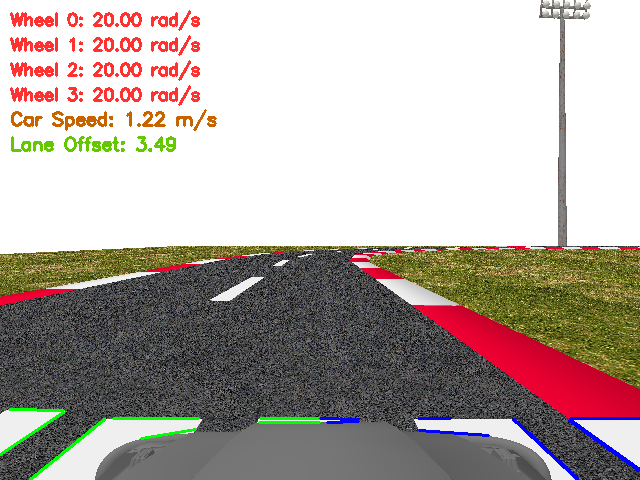 Wheel 0: 20.00 rad/s
Wheel 1: 20.00 rad/s
Wheel 2: 20.00 rad/s
Wheel 3: 20.00 rad/s
Car Speed: 1.22 m/s
Lane Offset: 3.49